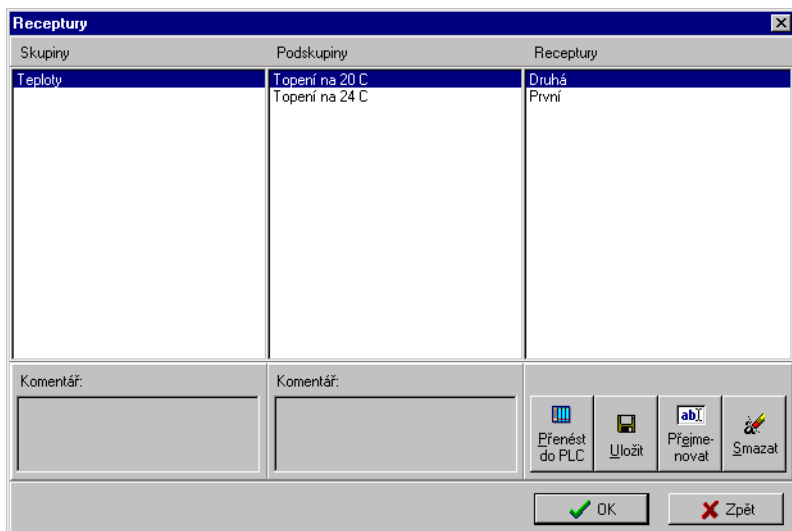 Receptury
Skupiny Podskupiny Receptury
Teploty Topení na 20 C Druhá
Topení na 24 C První
Komentář: Komentář:
ab
Přenést do PLC
Uložit
Přejme-
novat
Smazat
OK Zpět